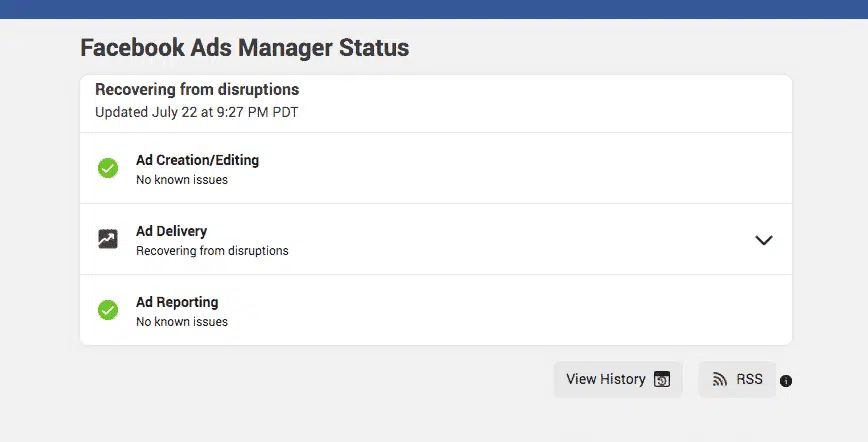 Facebook Ads Manager Status
Recovering from disruptions
Updated July 22 at 9:27 PM PDT
Ad Creation/Editing
No known issues
Ad Delivery
Recovering from disruptions
Ad Reporting
No known issues
View History
RSS